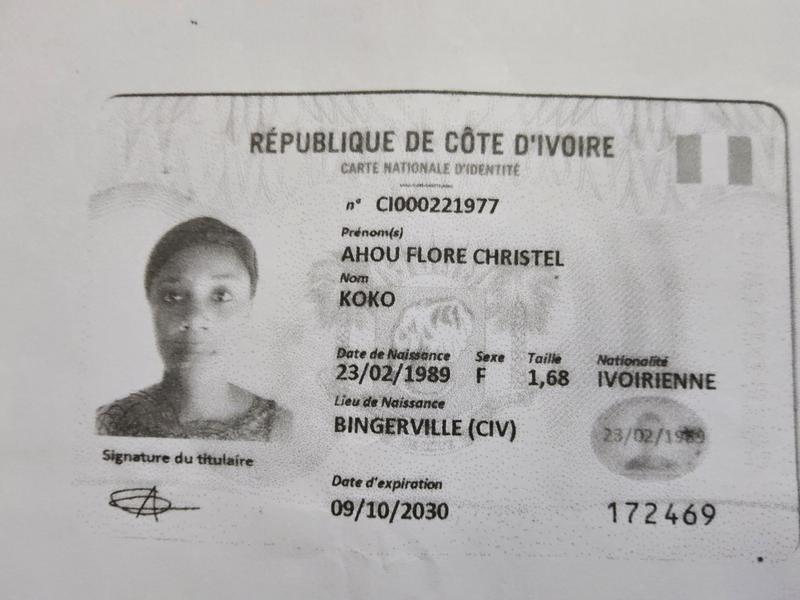 RÉPUBLIQUE DE CÔTE D'IVOIRE
CARTE NATIONALE D'IDENTITÉ
n° CI000221977
Prénom(s)
AHOU FLORE CHRISTEL
Nom
KOKO
Date de Naissance Sexe Taille Nationalité
23/02/1989 F 1,68 IVOIRIENNE
Lieu de Naissance
BINGERVILLE (CIV)
23/02/1989
Signature du titulaire
Date d'expiration
09/10/2030
172469